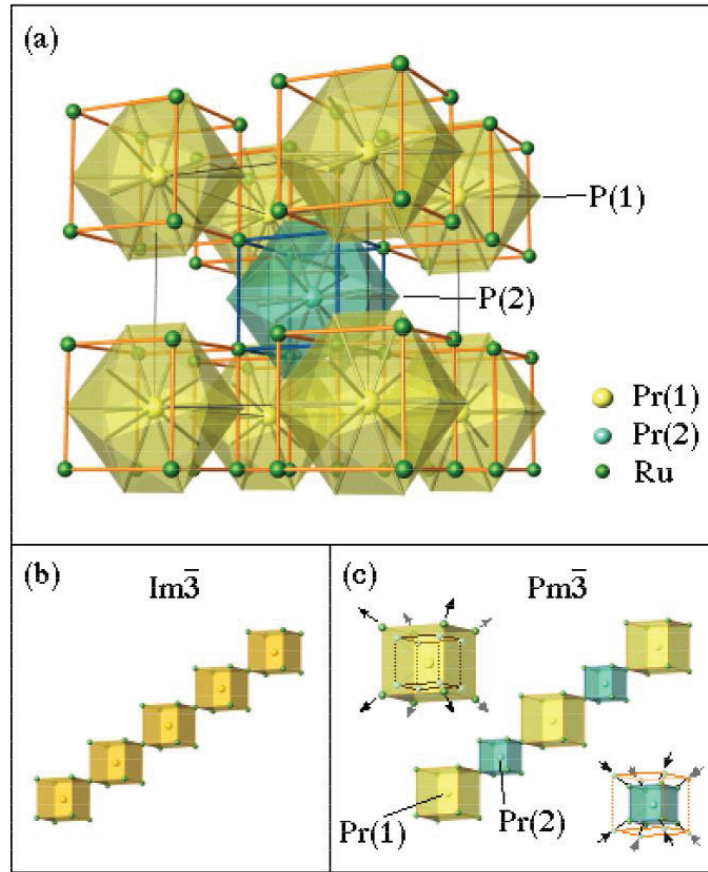 (a)
P(1)
P(2)
Pr(1)
Pr(2)
Ru
(b)
Im3̅
(c)
Pm3̅
Pr(1)
Pr(2)